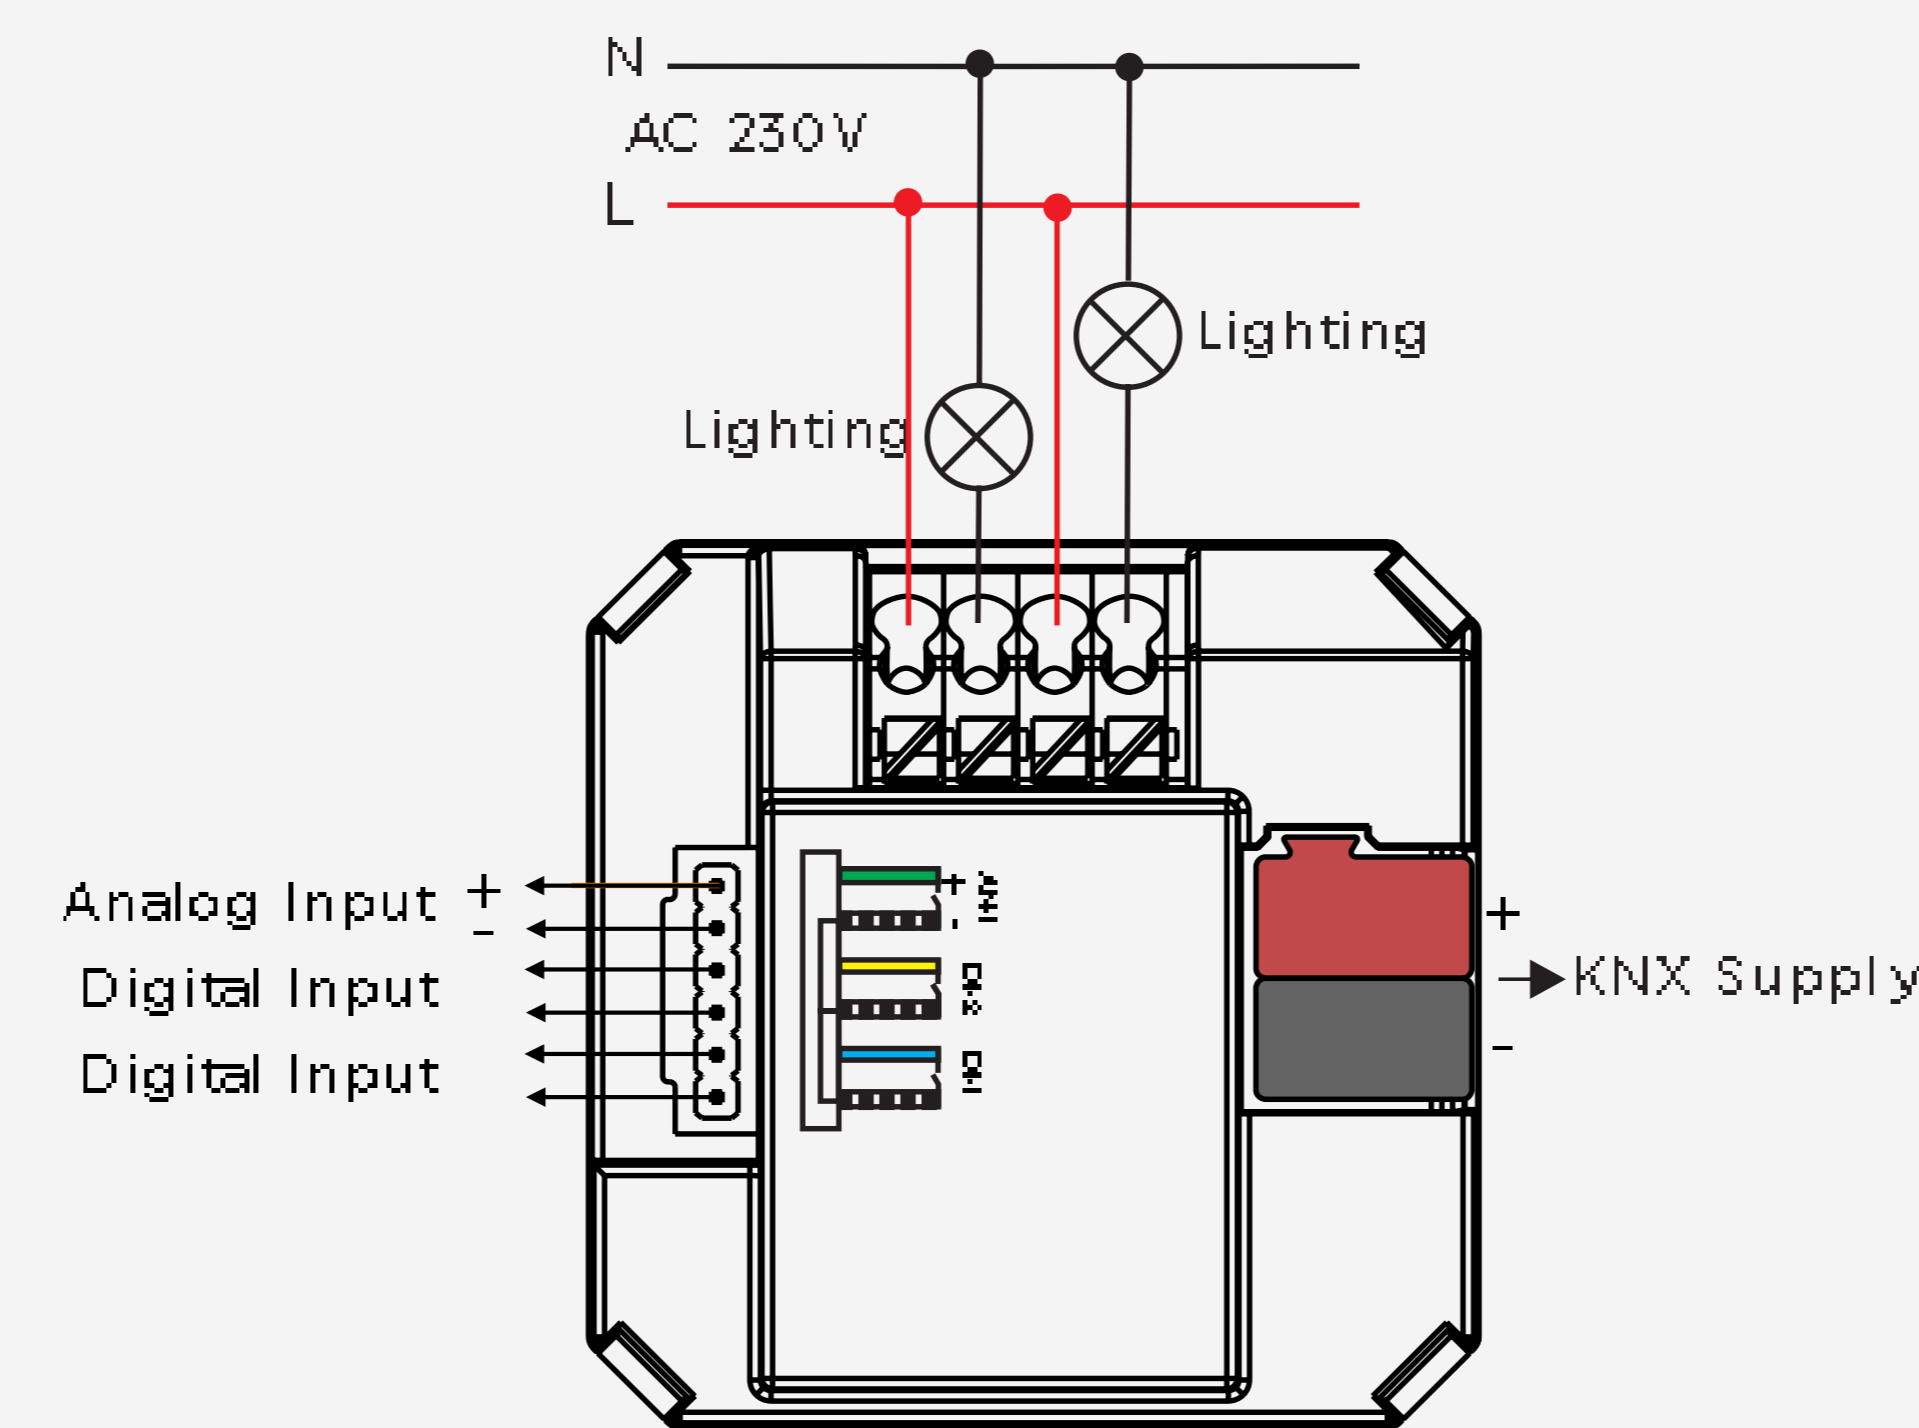 N
AC 230V
L
Lighting
Lighting
Analog Input +
-
Digital Input
Digital Input
+
-
+
KNX Supply
-